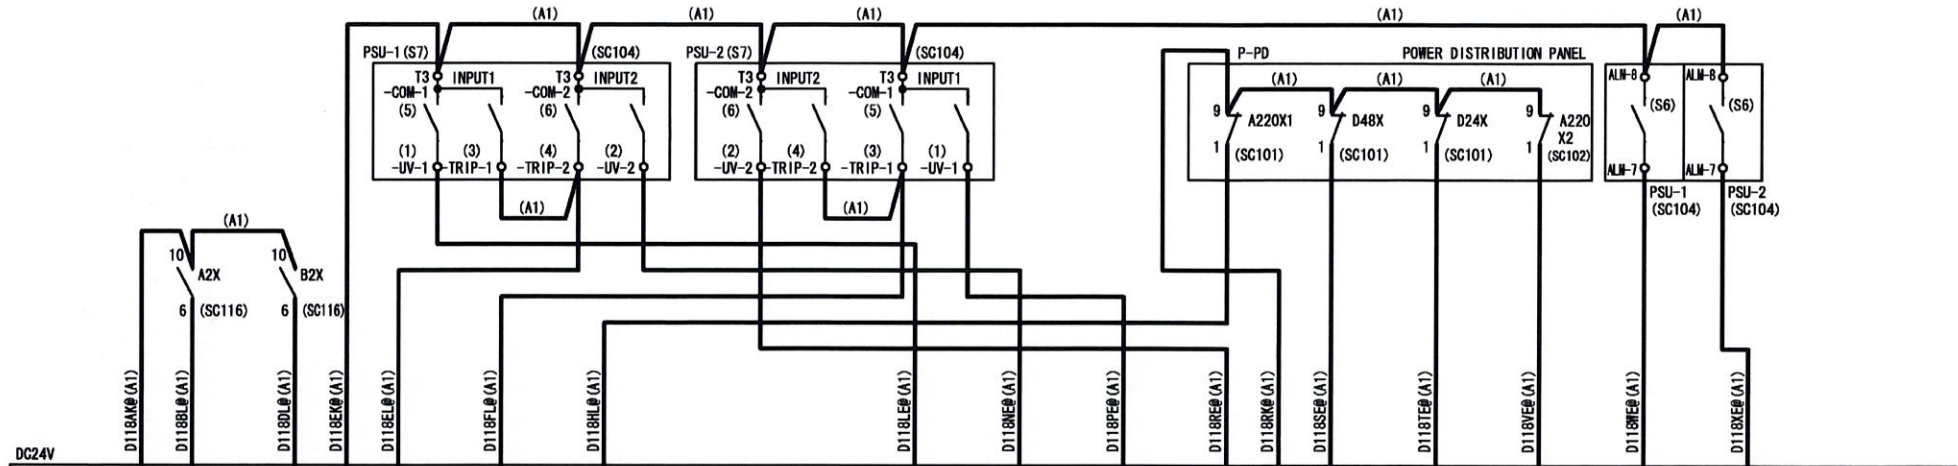 (A1) (A1) (A1) (A1) (A1)
PSU-1(S7) (SC104) PSU-2(S7) (SC104) P-PD POWER DISTRIBUTION PANEL
T3 INPUT1 T3 INPUT2 T3 INPUT2 T3 INPUT1 (A1) (A1) (A1) ALM-8 ALM-8
-COM-1 -COM-2 -COM-2 -COM-1
(5) (6) (6) (5) 9 9 9 9 (S6) (S6)
A220X1 D48X D24X A220
X2
(1) (3) (4) (2) (2) (4) (3) (1) 1 1 1 1
(SC101) (SC101) (SC101) (SC102)
-UV-1 -TRIP-1 -TRIP-2 -UV-2 -UV-2 -TRIP-2 -TRIP-1 -UV-1 ALM-7 ALM-7
PSU-1 PSU-2
(A1) (A1) (SC104) (SC104)
(A1)
10 10
A2X B2X
6 (SC116) 6 (SC116)
D118AK@(A1)
D118BL@(A1)
D118DL@(A1)
D118EK@(A1)
D118EL@(A1)
D118FL@(A1)
D118HL@(A1)
D118LE@(A1)
D118NE@(A1)
D118PE@(A1)
D118RE@(A1)
D118RK@(A1)
D118SE@(A1)
D118TE@(A1)
D118VE@(A1)
D118WE@(A1)
D118XE@(A1)
DC24V